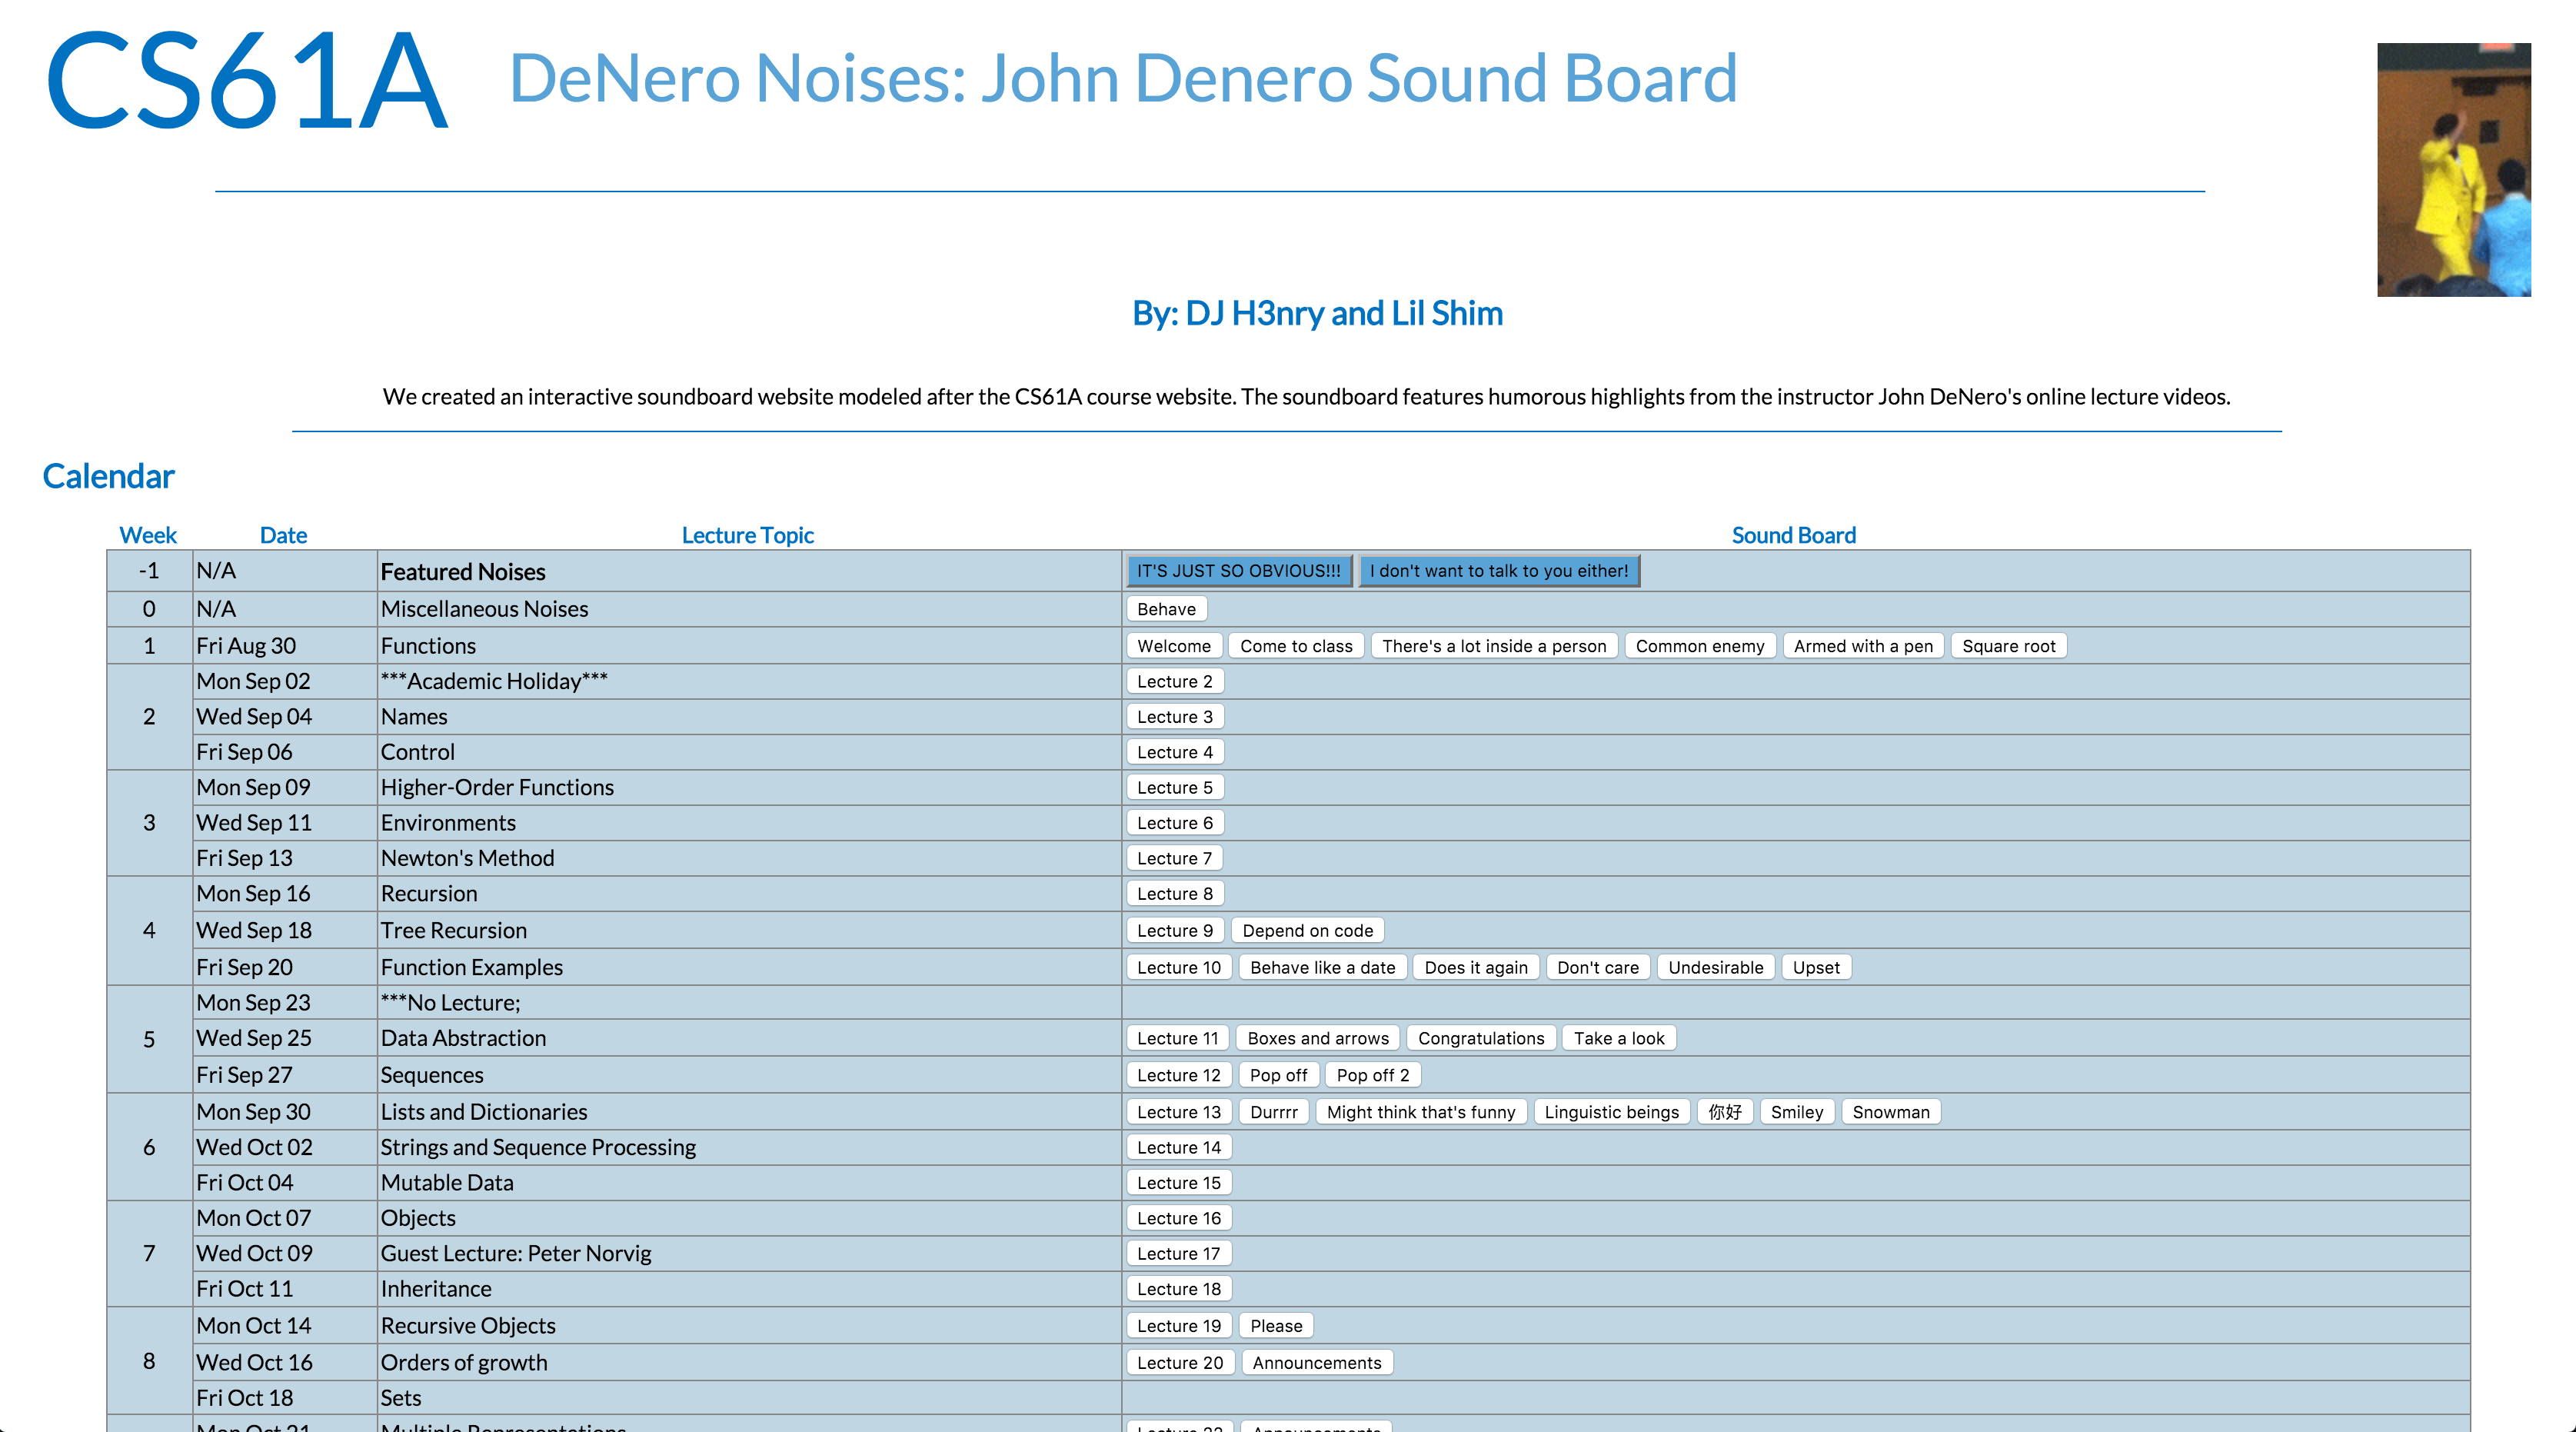 CS61A DeNero Noises: John Denero Sound Board
By: DJ H3nry and Lil Shim
We created an interactive soundboard website modeled after the CS61A course website. The soundboard features humorous highlights from the instructor John DeNero's online lecture videos.
Calendar
Week Date Lecture Topic Sound Board
-1 N/A Featured Noises IT'S JUST SO OBVIOUS!!! I don't want to talk to you either!
0 N/A Miscellaneous Noises Behave
1 Fri Aug 30 Functions Welcome Come to class There's a lot inside a person Common enemy Armed with a pen Square root
Mon Sep 02 ***Academic Holiday*** Lecture 2
2 Wed Sep 04 Names Lecture 3
Fri Sep 06 Control Lecture 4
Mon Sep 09 Higher-Order Functions Lecture 5
3 Wed Sep 11 Environments Lecture 6
Fri Sep 13 Newton's Method Lecture 7
Mon Sep 16 Recursion Lecture 8
4 Wed Sep 18 Tree Recursion Lecture 9 Depend on code
Fri Sep 20 Function Examples Lecture 10 Behave like a date Does it again Don't care Undesirable Upset
Mon Sep 23 ***No Lecture;
5 Wed Sep 25 Data Abstraction Lecture 11 Boxes and arrows Congratulations Take a look
Fri Sep 27 Sequences Lecture 12 Pop off Pop off 2
Mon Sep 30 Lists and Dictionaries Lecture 13 Durrrr Might think that's funny Linguistic beings 你好 Smiley Snowman
6 Wed Oct 02 Strings and Sequence Processing Lecture 14
Fri Oct 04 Mutable Data Lecture 15
Mon Oct 07 Objects Lecture 16
7 Wed Oct 09 Guest Lecture: Peter Norvig Lecture 17
Fri Oct 11 Inheritance Lecture 18
Mon Oct 14 Recursive Objects Lecture 19 Please
8 Wed Oct 16 Orders of growth Lecture 20 Announcements
Fri Oct 18 Sets
Mon Oct 21 Multiple Representations Lecture 22 Announcements